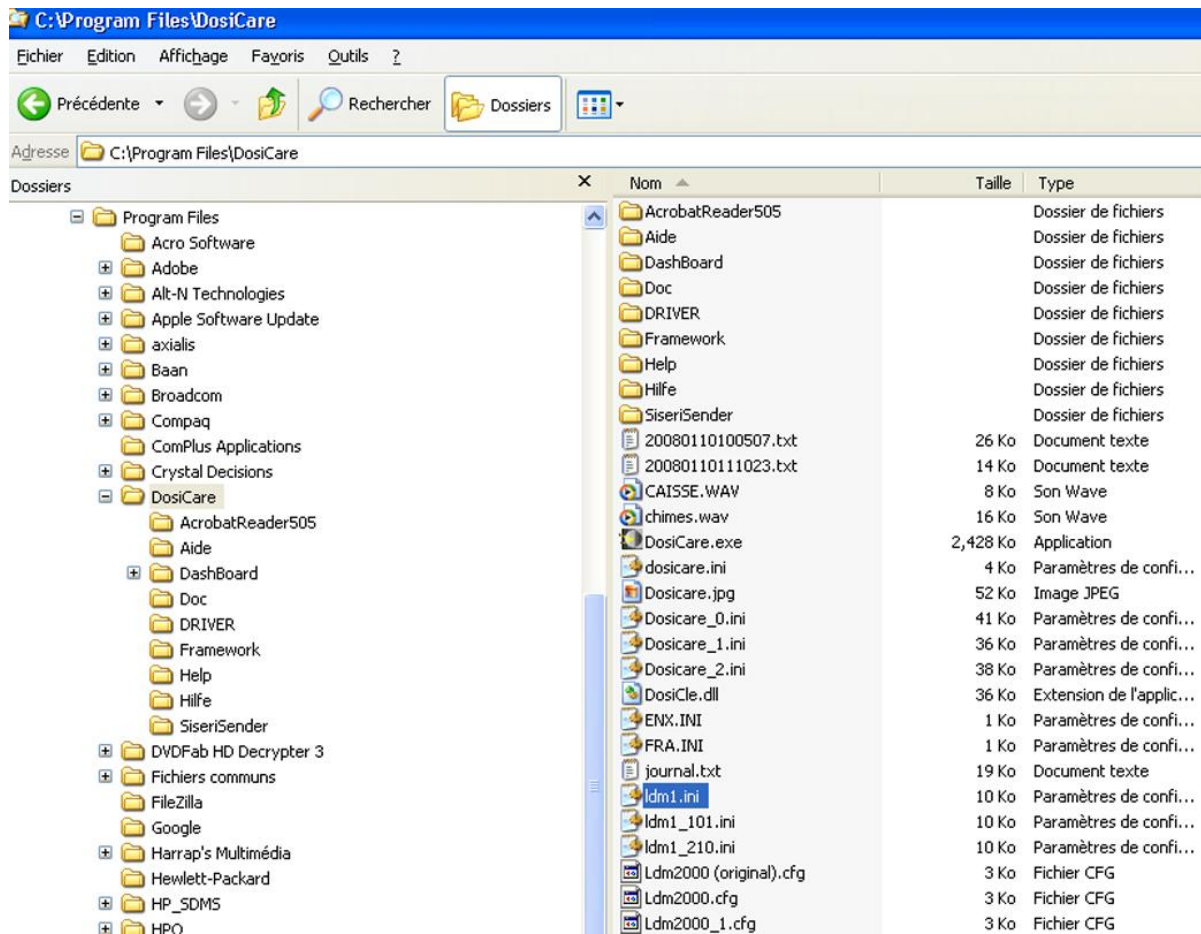 C:\Program Files\DosiCare
Fichier Edition Affichage Favoris Outils ?
Précédente Rechercher Dossiers
Adresse C:\Program Files\DosiCare
Dossiers
Program Files
Acro Software
Adobe
Alt-N Technologies
Apple Software Update
axialis
Baan
Broadcom
Compaq
ComPlus Applications
Crystal Decisions
DosiCare
AcrobatReader505
Aide
DashBoard
Doc
DRIVER
Framework
Help
Hilfe
SiseriSender
DVDFab HD Decrypter 3
Fichiers communs
FileZilla
Google
Harrap's Multimédia
Hewlett-Packard
HP_SDMS
HPQ
Nom Taille Type
AcrobatReader505 Dossier de fichiers
Aide Dossier de fichiers
DashBoard Dossier de fichiers
Doc Dossier de fichiers
DRIVER Dossier de fichiers
Framework Dossier de fichiers
Help Dossier de fichiers
Hilfe Dossier de fichiers
SiseriSender Dossier de fichiers
20080110100507.txt 26 Ko Document texte
20080110111023.txt 14 Ko Document texte
CAISSE.WAV 8 Ko Son Wave
chimes.wav 16 Ko Son Wave
DosiCare.exe 2,428 Ko Application
dosicare.ini 4 Ko Paramètres de confi...
Dosicare.jpg 52 Ko Image JPEG
Dosicare_0.ini 41 Ko Paramètres de confi...
Dosicare_1.ini 36 Ko Paramètres de confi...
Dosicare_2.ini 38 Ko Paramètres de confi...
DosiCle.dll 36 Ko Extension de l'applic...
ENX.INI 1 Ko Paramètres de confi...
FRA.INI 1 Ko Paramètres de confi...
journal.txt 19 Ko Document texte
ldm1.ini 10 Ko Paramètres de confi...
ldm1_101.ini 10 Ko Paramètres de confi...
ldm1_210.ini 10 Ko Paramètres de confi...
Ldm2000 (original).cfg 3 Ko Fichier CFG
Ldm2000.cfg 3 Ko Fichier CFG
Ldm2000_1.cfg 3 Ko Fichier CFG